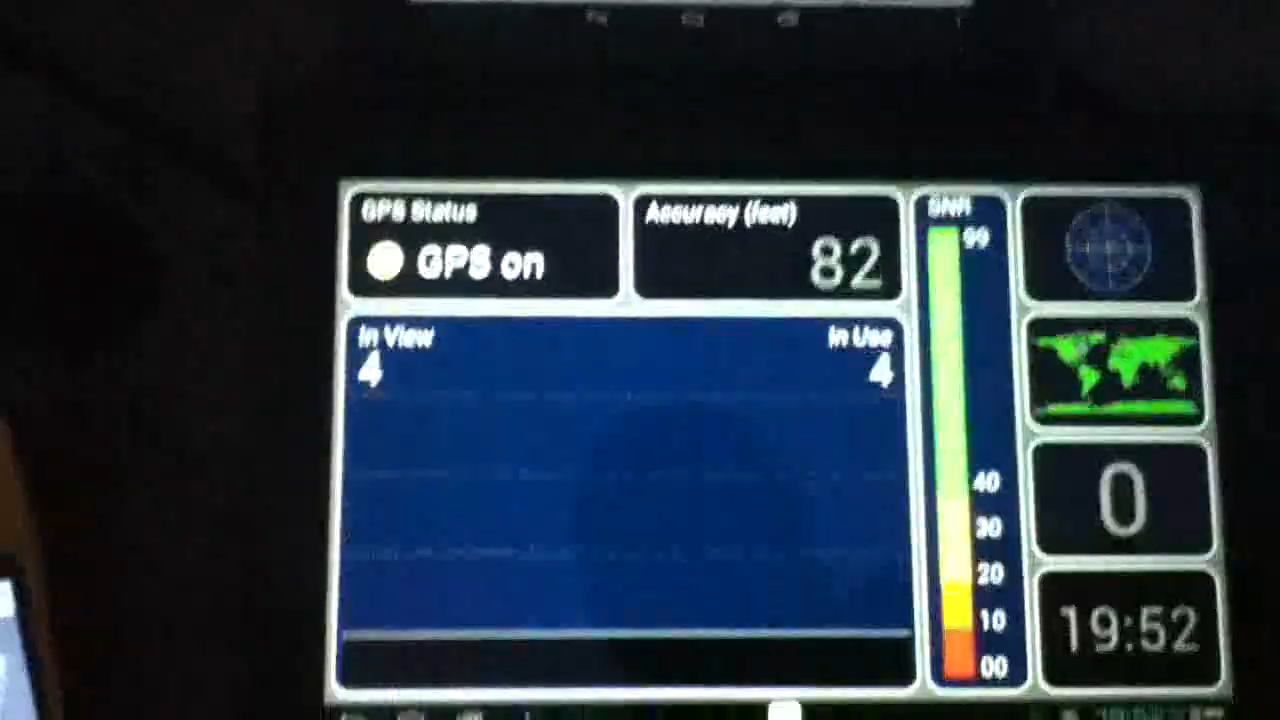 GPS Status
GPS on
Accuracy (feet)
82
SNR
99
40
30
20
10
00
In View
4
In Use
4
0
19:52